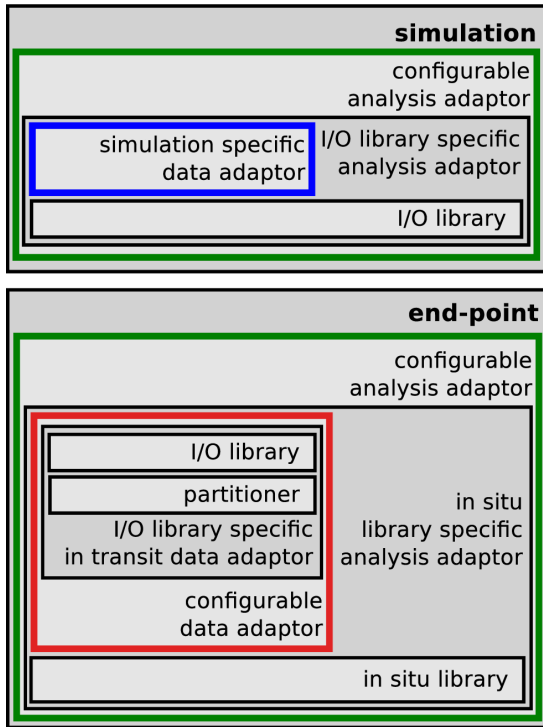 simulation
configurable
analysis adaptor
simulation specific
data adaptor
I/O library specific
analysis adaptor
I/O library
end-point
configurable
analysis adaptor
I/O library
partitioner
I/O library specific
in transit data adaptor
configurable
data adaptor
in situ
library specific
analysis adaptor
in situ library